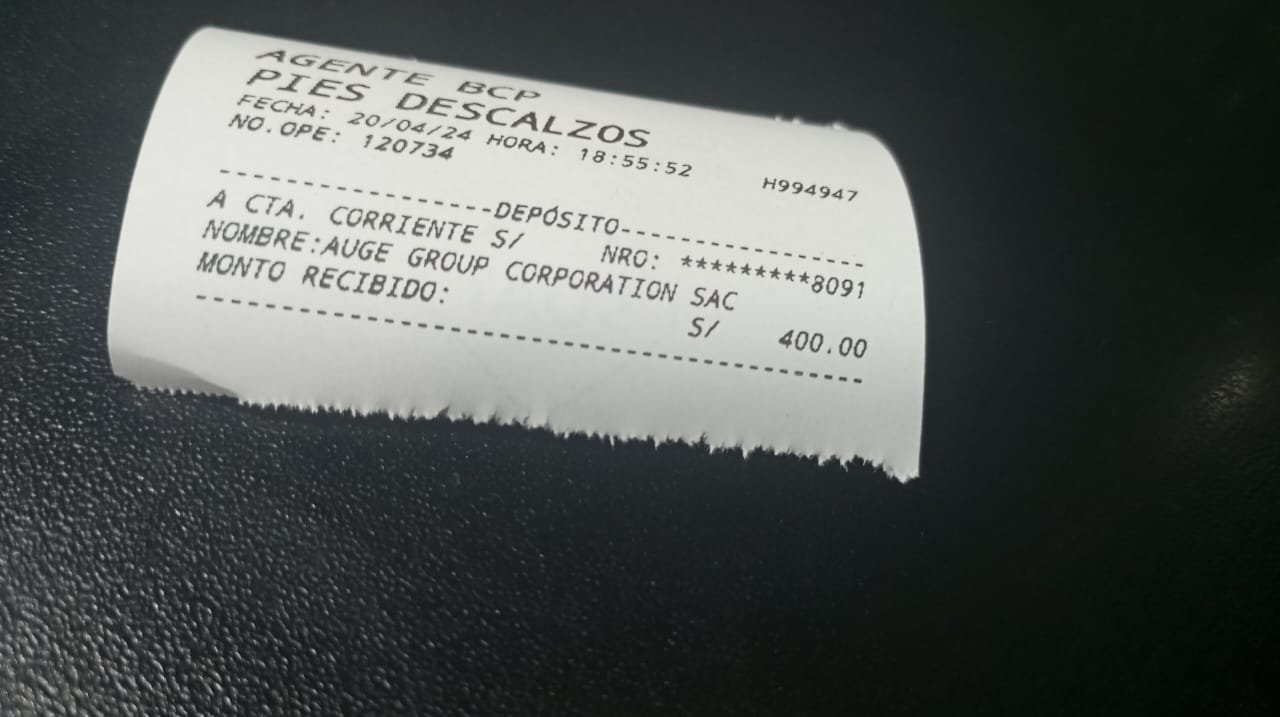 AGENTE BCP
PIES DESCALZOS
FECHA: 20/04/24 HORA: 18:55:52 H994947
NO.OPE: 120734
----------------DEPÓSITO----------------
A CTA. CORRIENTE S/ NRO: *********8091
NOMBRE:AUGE GROUP CORPORATION SAC
MONTO RECIBIDO: S/ 400.00
----------------------------------------